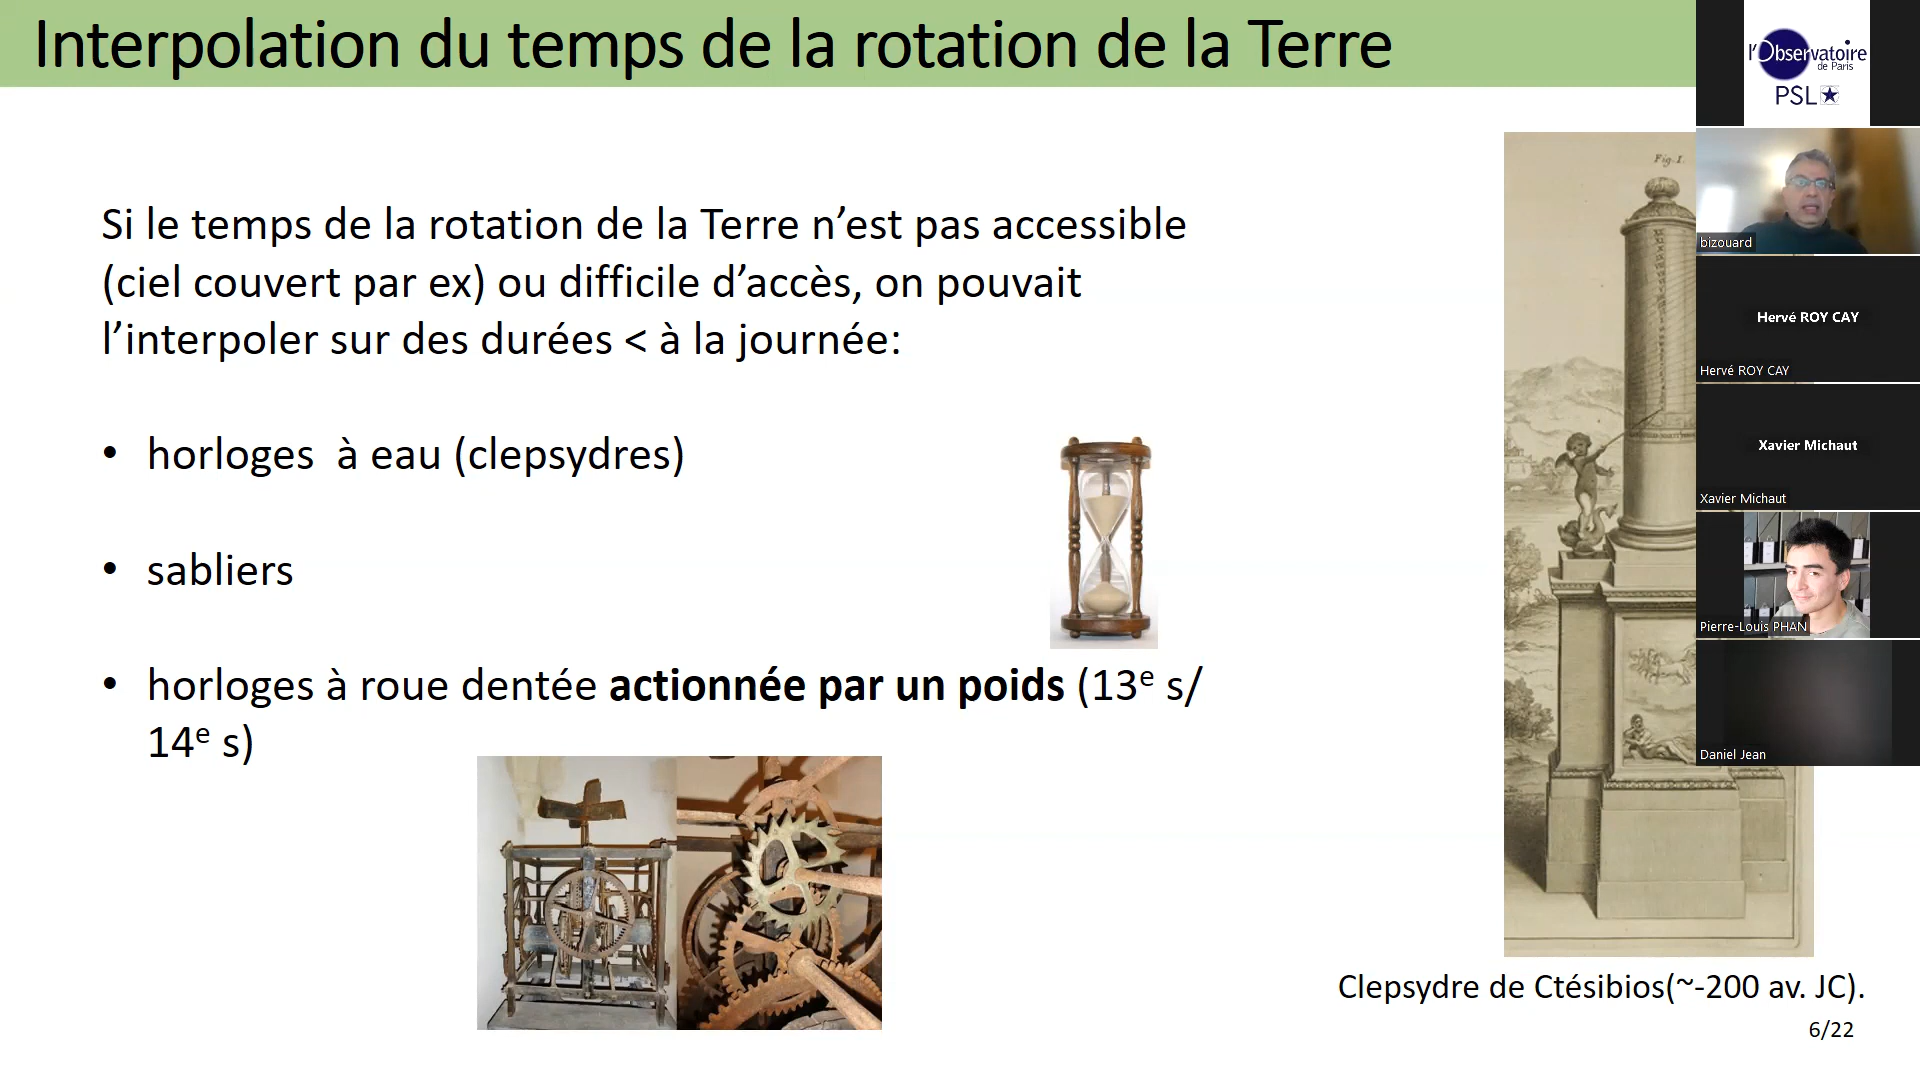 Interpolation du temps de la rotation de la Terre
Si le temps de la rotation de la Terre n’est pas accessible
(ciel couvert par ex) ou difficile d’accès, on pouvait
l’interpoler sur des durées < à la journée:
• horloges  à eau (clepsydres)
• sabliers
• horloges à roue dentée actionnée par un poids (13e s/
14e s)
Fig. I.
Clepsydre de Ctésibios(~-200 av. JC).
6/22
l'Observatoire
de Paris
PSL
bizouard
Hervé ROY CAY
Hervé ROY CAY
Xavier Michaut
Xavier Michaut
Pierre-Louis PHAN
Daniel Jean